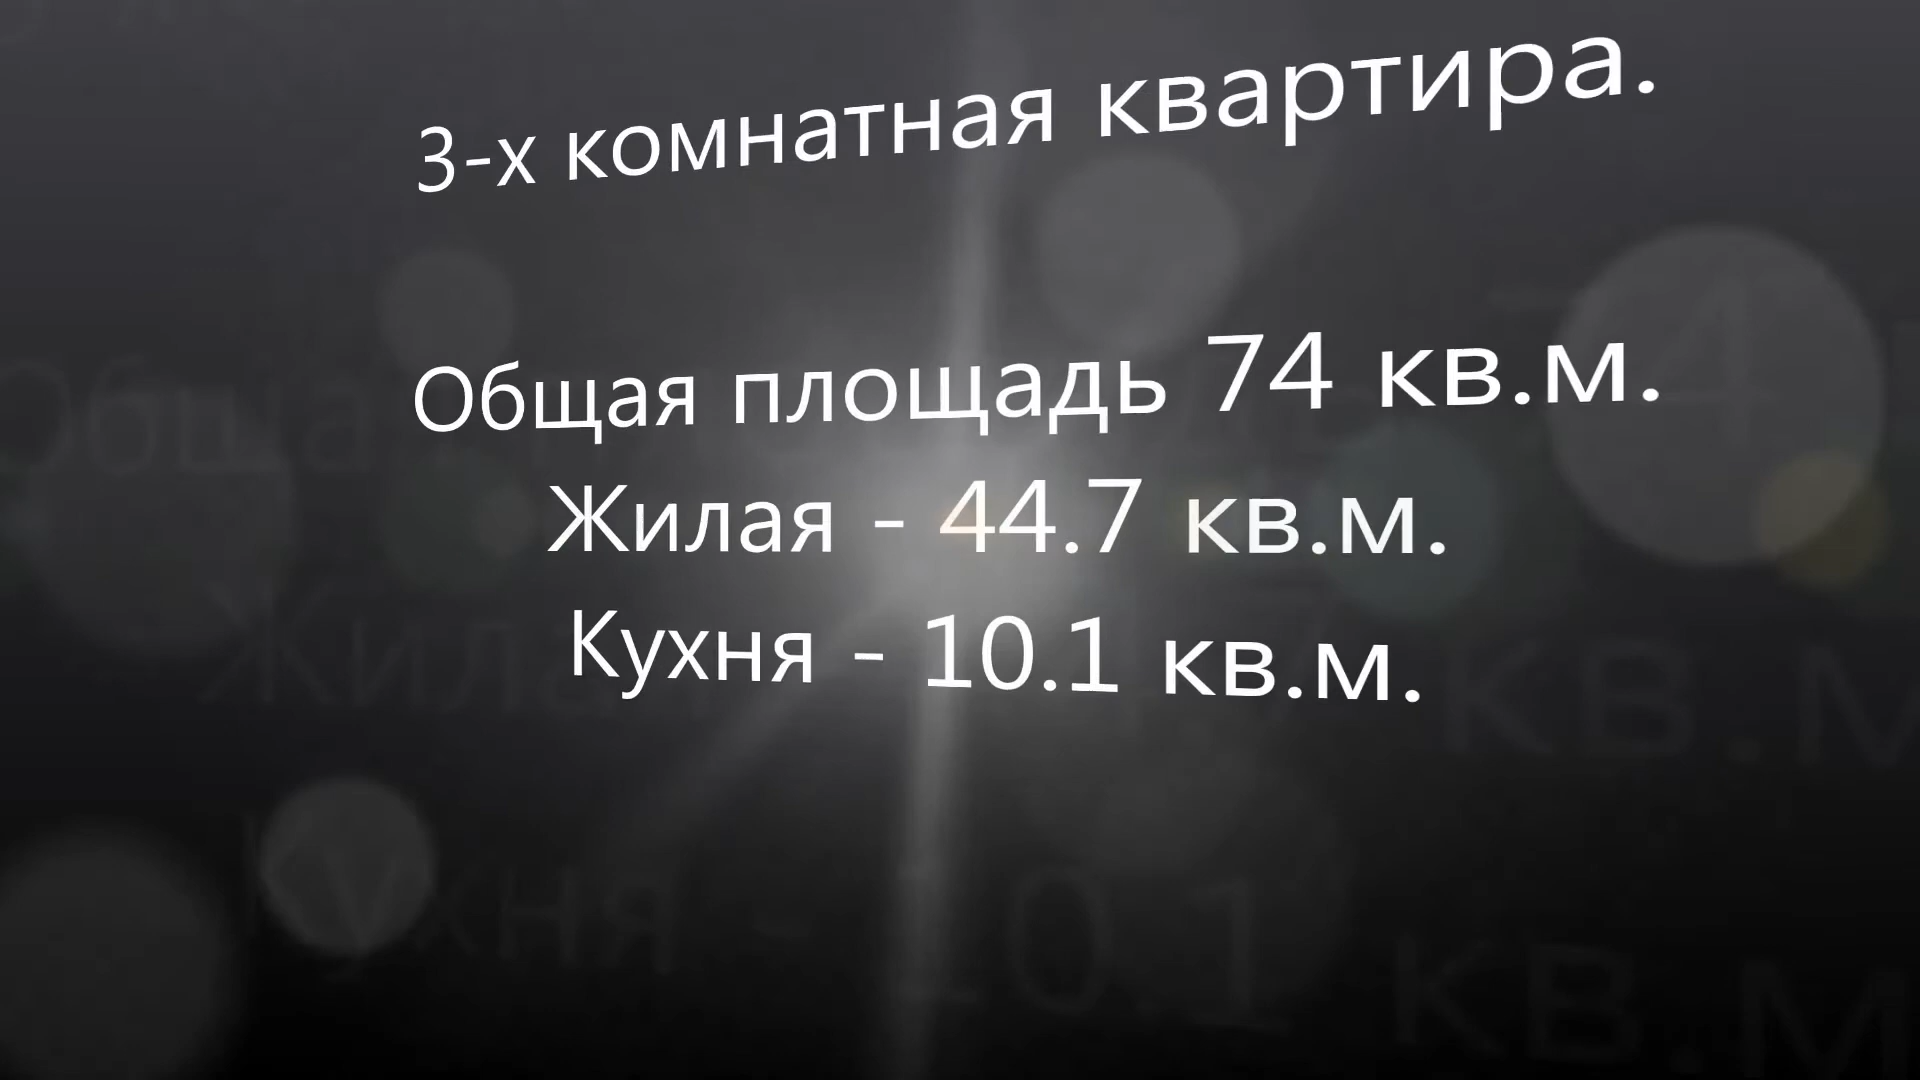 3-х комнатная квартира.
Общая площадь 74 кв.м.
Жилая - 44.7 кв.м.
Кухня - 10.1 кв.м.